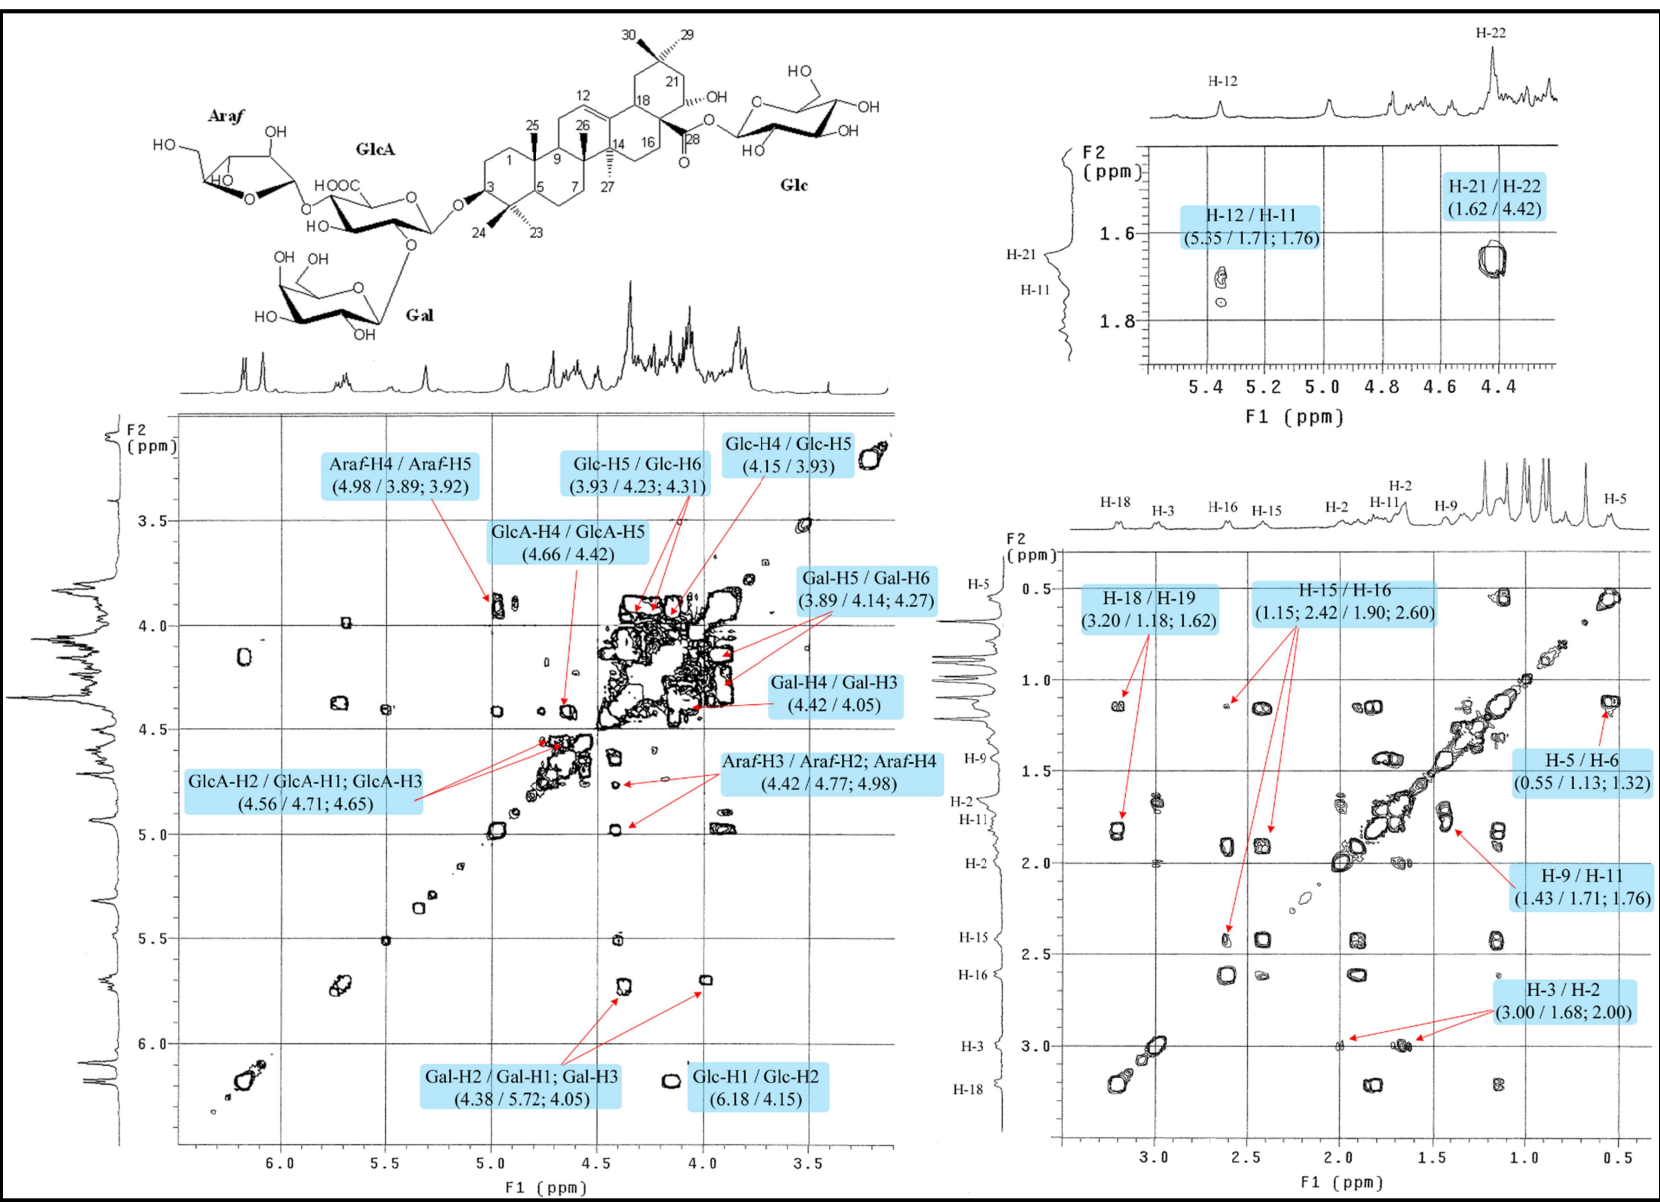 30
29
21
HO
H-22
H-12
12
18
OH
O
OH
Araf
OH
25
26
28
O
OH
HO
GlcA
1
9
14
16
O
HO
HOOC
O
3
5
7
27
Glc
HO
O
O
O
HO
24
23
O
OH
OH
O
HO
Gal
OH
F2
(ppm)
H-21 / H-22
(1.62 / 4.42)
H-12 / H-11
(5.35 / 1.71; 1.76)
1.6
H-21
H-11
1.8
5.4 5.2 5.0 4.8 4.6 4.4
F1 (ppm)
F2
(ppm)
Araf-H4 / Araf-H5
(4.98 / 3.89; 3.92)
Glc-H5 / Glc-H6
(3.93 / 4.23; 4.31)
Glc-H4 / Glc-H5
(4.15 / 3.93)
3.5
GlcA-H4 / GlcA-H5
(4.66 / 4.42)
Gal-H5 / Gal-H6
(3.89 / 4.14; 4.27)
4.0
Gal-H4 / Gal-H3
(4.42 / 4.05)
4.5
Araf-H3 / Araf-H2; Araf-H4
(4.42 / 4.77; 4.98)
GlcA-H2 / GlcA-H1; GlcA-H3
(4.56 / 4.71; 4.65)
5.0
5.5
6.0
Gal-H2 / Gal-H1; Gal-H3
(4.38 / 5.72; 4.05)
Glc-H1 / Glc-H2
(6.18 / 4.15)
6.0 5.5 5.0 4.5 4.0 3.5
F1 (ppm)
H-18 H-3 H-16 H-15 H-2 H-11 H-2 H-9 H-5
F2
(ppm)
H-5
0.5
H-18 / H-19
(3.20 / 1.18; 1.62)
H-15 / H-16
(1.15; 2.42 / 1.90; 2.60)
1.0
H-9
H-5 / H-6
(0.55 / 1.13; 1.32)
1.5
H-2
H-11
H-2
2.0
H-9 / H-11
(1.43 / 1.71; 1.76)
H-15
2.5
H-16
H-3 / H-2
(3.00 / 1.68; 2.00)
H-3
3.0
H-18
3.0 2.5 2.0 1.5 1.0 0.5
F1 (ppm)